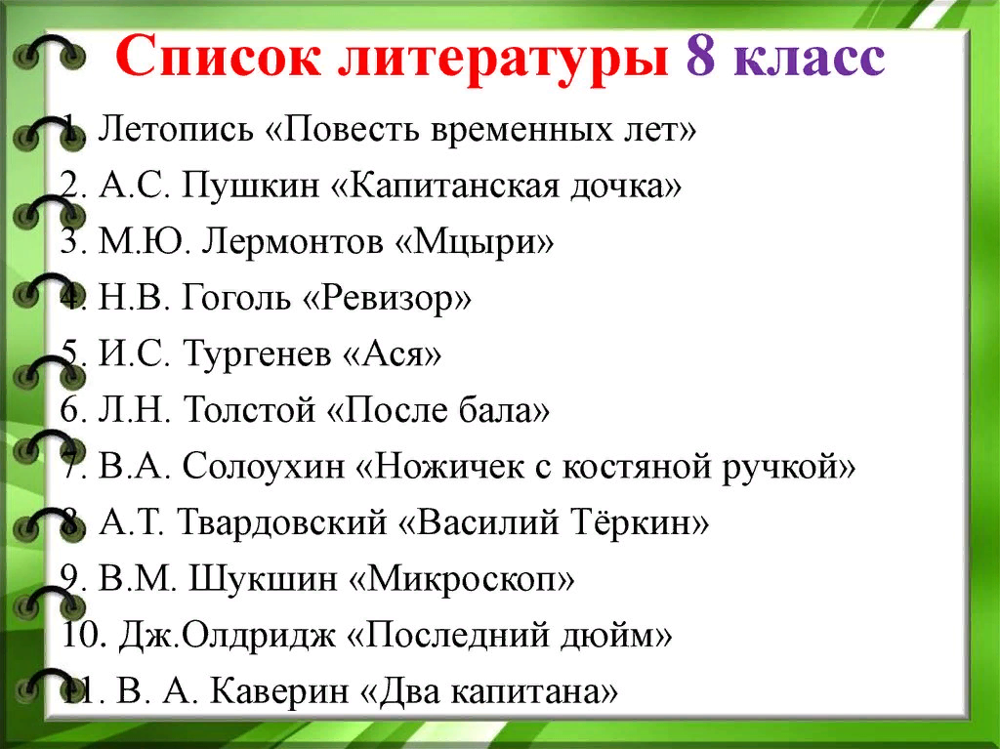 Список литературы 8 класс
1. Летопись «Повесть временных лет»
2. А.С. Пушкин «Капитанская дочка»
3. М.Ю. Лермонтов «Мцыри»
4. Н.В. Гоголь «Ревизор»
5. И.С. Тургенев «Ася»
6. Л.Н. Толстой «После бала»
7. В.А. Солоухин «Ножичек с костяной ручкой»
8. А.Т. Твардовский «Василий Тёркин»
9. В.М. Шукшин «Микроскоп»
10. Дж.Олдридж «Последний дюйм»
11. В. А. Каверин «Два капитана»